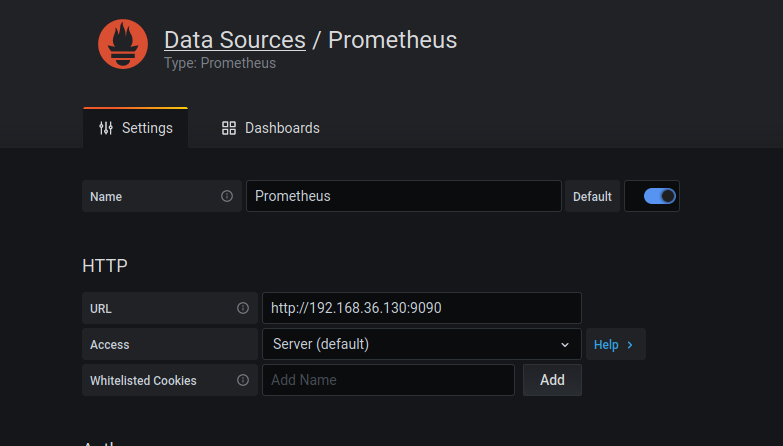 Data Sources / Prometheus
Type: Prometheus
Settings
Dashboards
Name
Prometheus
Default
HTTP
URL
http://192.168.36.130:9090
Access
Server (default)
Help
Whitelisted Cookies
Add Name
Add